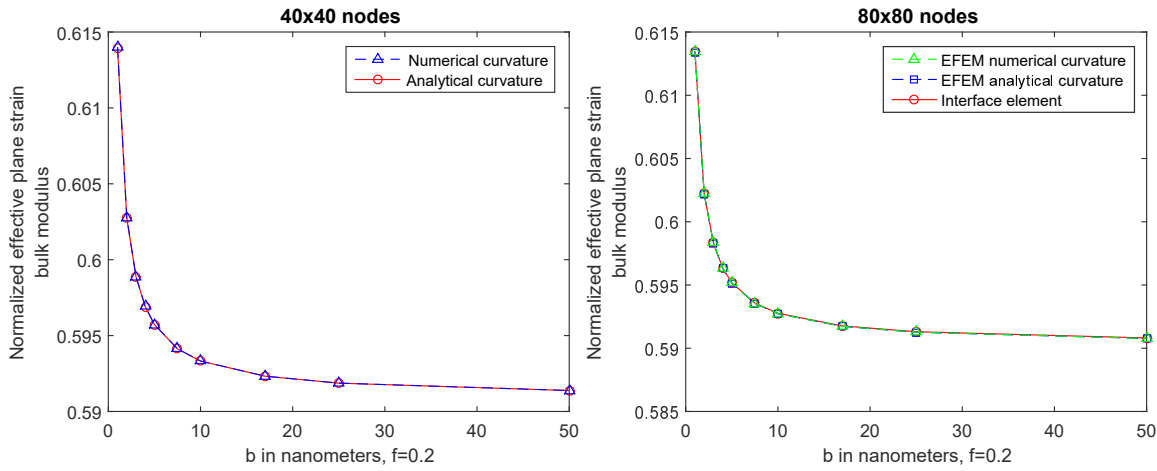 40x40 nodes
Normalized effective plane strain
bulk modulus
0.615
0.61
0.605
0.6
0.595
0.59
0 10 20 30 40 50
b in nanometers, f=0.2
Numerical curvature
Analytical curvature
80x80 nodes
Normalized effective plane strain
bulk modulus
0.615
0.61
0.605
0.6
0.595
0.59
0.585
0 10 20 30 40 50
b in nanometers, f=0.2
EFEM numerical curvature
EFEM analytical curvature
Interface element